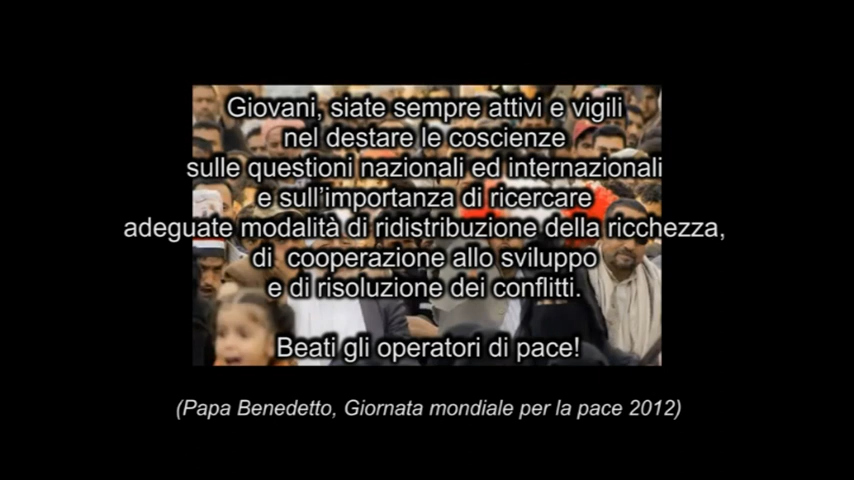 Giovani, siate sempre attivi e vigili
nel destare le coscienze
sulle questioni nazionali ed internazionali
e sull'importanza di ricercare
adeguate modalità di ridistribuzione della ricchezza,
di cooperazione allo sviluppo
e di risoluzione dei conflitti.
Beati gli operatori di pace!
(Papa Benedetto, Giornata mondiale per la pace 2012)